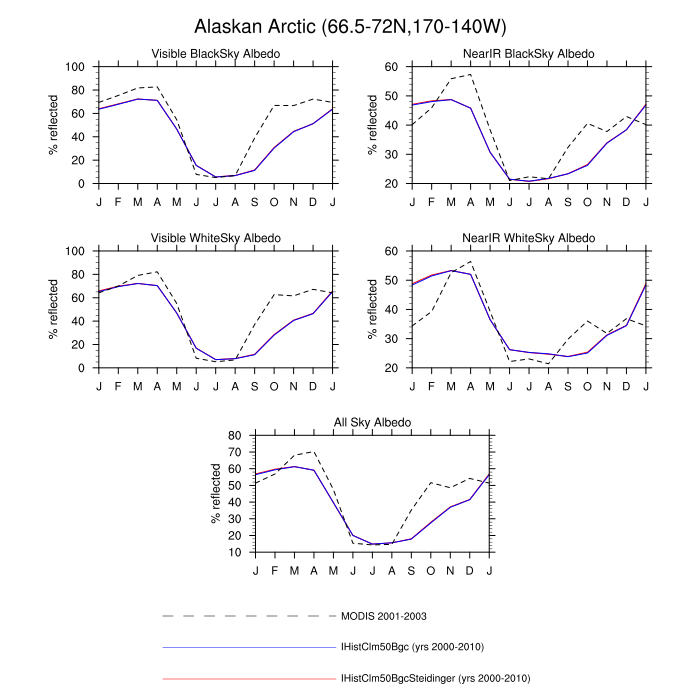 Alaskan Arctic (66.5-72N,170-140W)
Visible BlackSky Albedo
% reflected
100
80
60
40
20
0
J F M A M J J A S O N D J
NearIR BlackSky Albedo
% reflected
60
50
40
30
20
J F M A M J J A S O N D J
Visible WhiteSky Albedo
% reflected
100
80
60
40
20
0
J F M A M J J A S O N D J
NearIR WhiteSky Albedo
% reflected
60
50
40
30
20
J F M A M J J A S O N D J
All Sky Albedo
% reflected
80
70
60
50
40
30
20
10
J F M A M J J A S O N D J
MODIS 2001-2003
IHistClm50Bgc (yrs 2000-2010)
IHistClm50BgcSteidinger (yrs 2000-2010)